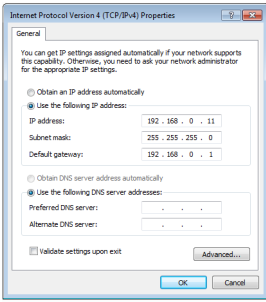 Internet Protocol Version 4 (TCP/IPv4) Properties
General
You can get IP settings assigned automatically if your network supports
this capability. Otherwise, you need to ask your network administrator
for the appropriate IP settings.
Obtain an IP address automatically
Use the following IP address:
IP address: 192 . 168 . 0 . 11
Subnet mask: 255 . 255 . 255 . 0
Default gateway: 192 . 168 . 0 . 1
Obtain DNS server address automatically
Use the following DNS server addresses:
Preferred DNS server: . . .
Alternate DNS server: . . .
Validate settings upon exit
Advanced...
OK Cancel